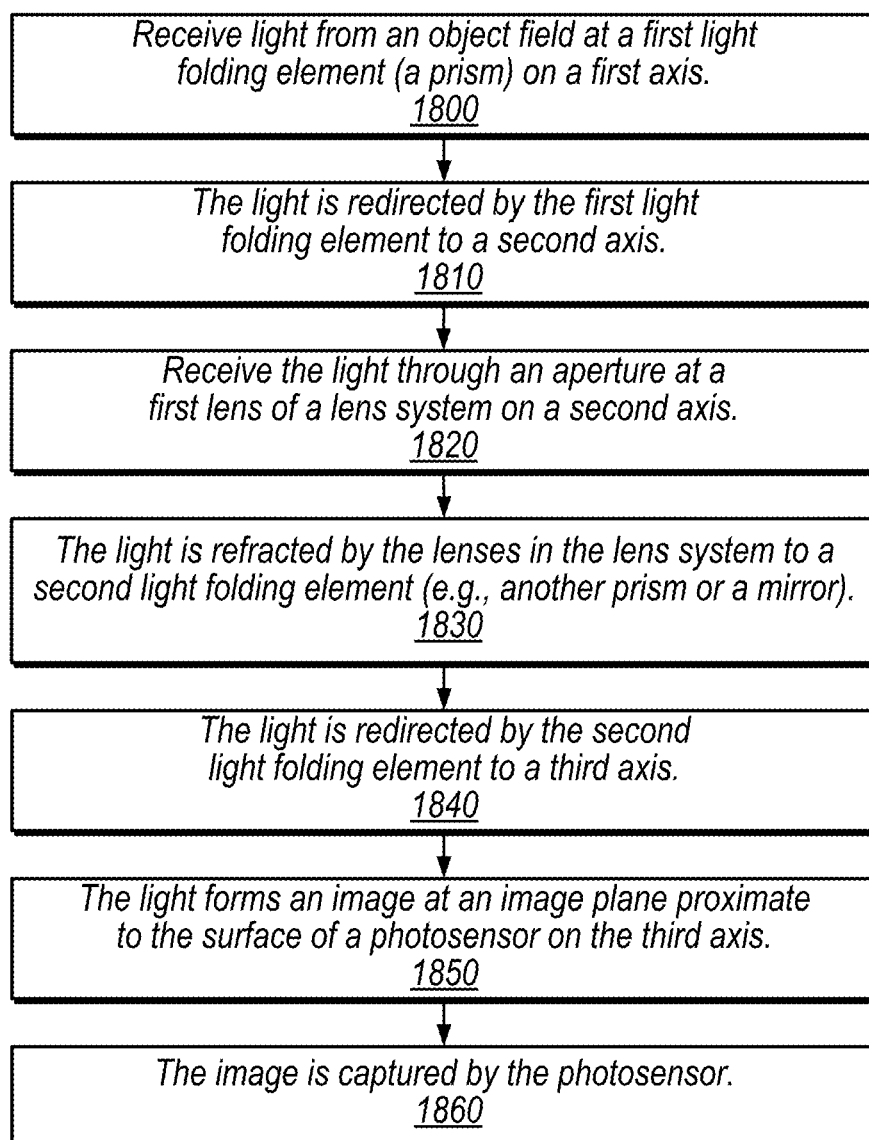 Receive light from an object field at a first light
folding element (a prism) on a first axis.
1800
The light is redirected by the first light
folding element to a second axis.
1810
Receive the light through an aperture at a
first lens of a lens system on a second axis.
1820
The light is refracted by the lenses in the lens system to a
second light folding element (e.g., another prism or a mirror).
1830
The light is redirected by the second
light folding element to a third axis.
1840
The light forms an image at an image plane proximate
to the surface of a photosensor on the third axis.
1850
The image is captured by the photosensor.
1860